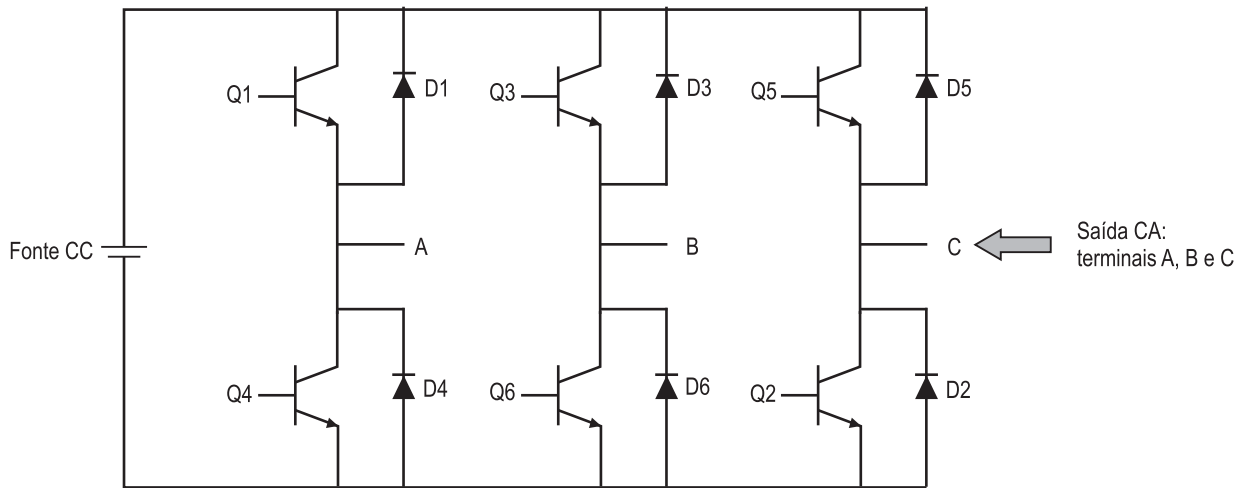 Q1
D1
Q3
D3
Q5
D5
Fonte CC
A
B
C
Saída CA:
terminais A, B e C
Q4
D4
Q6
D6
Q2
D2